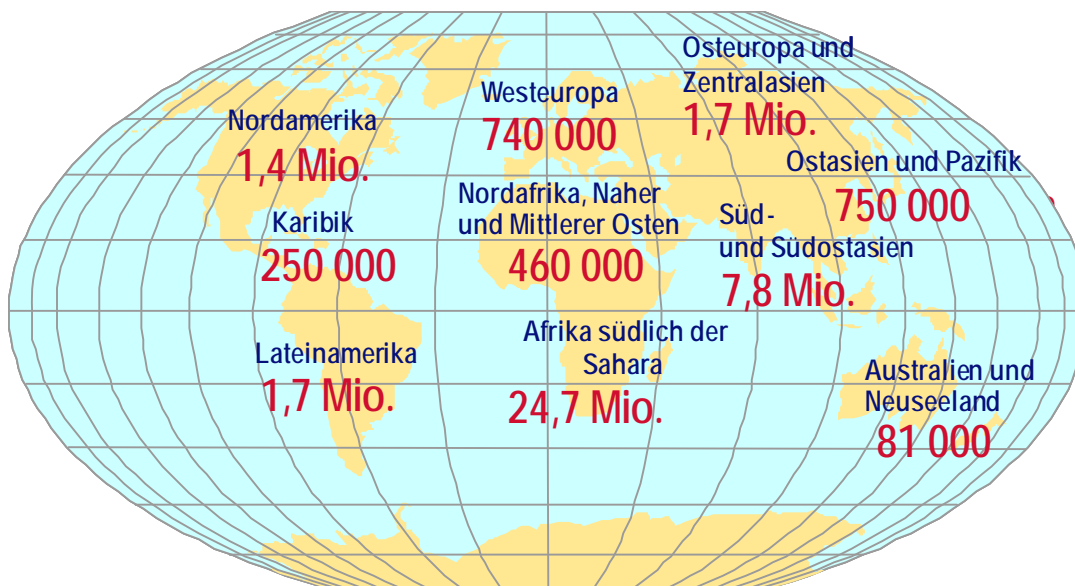 Osteuropa und
Zentralasien
1,7 Mio.
Westeuropa
740 000
Nordamerika
1,4 Mio.
Ostasien und Pazifik
750 000
Nordafrika, Naher
und Mittlerer Osten
460 000
Süd-
und Südostasien
7,8 Mio.
Karibik
250 000
Afrika südlich der
Sahara
24,7 Mio.
Lateinamerika
1,7 Mio.
Australien und
Neuseeland
81 000